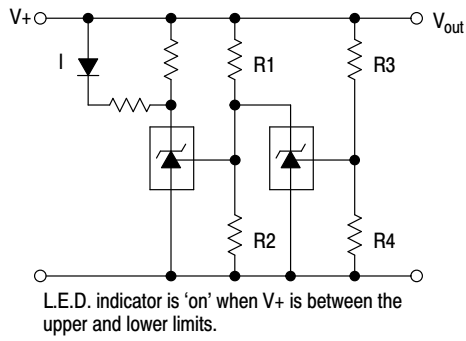 V+
Vout
I
R1
R3
R2
R4
L.E.D. indicator is ‘on’ when V+ is between the
upper and lower limits.